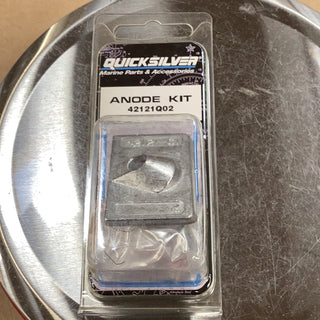 QUICKSILVER
Marine Parts & Accessories
ANODE KIT
42121Q02